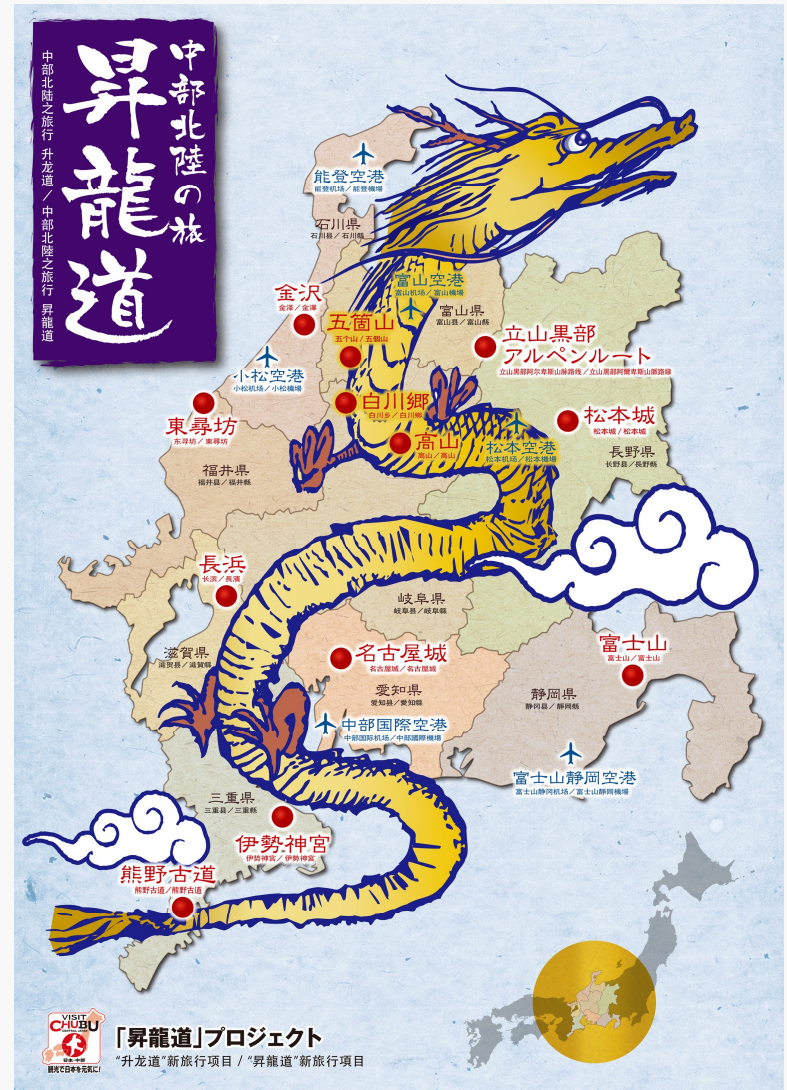 中部北陸の旅
昇龍道
中部北陆之旅行 升龙道／中部北陸之旅行 昇龍道
能登空港
能登机场／能登機場
石川県
石川县／石川縣
富山空港
富山机场／富山機場
金沢
金泽／金澤
富山県
富山县／富山縣
五箇山
五个山／五個山
立山黒部
アルペンルート
立山黑部阿尔卑斯山脉路线／立山黑部阿爾卑斯山脈路線
小松空港
小松机场／小松機場
白川郷
白川乡／白川鄉
東尋坊
东寻坊／東尋坊
松本城
松本城／松本城
高山
高山／高山
松本空港
松本机场／松本機場
長野県
长野县／長野縣
福井県
福井县／福井縣
長浜
长滨／長濱
岐阜県
岐阜县／岐阜縣
滋賀県
滋贺县／滋賀縣
名古屋城
名古屋城／名古屋城
富士山
富士山／富士山
愛知県
爱知县／愛知縣
静岡県
静冈县／靜岡縣
中部国際空港
中部国际机场／中部國際機場
富士山静岡空港
富士山静冈机场／富士山靜岡機場
三重県
三重县／三重縣
伊勢神宮
伊势神宫／伊勢神宮
熊野古道
熊野古道／熊野古道
VISIT
CHUBU
CENTRAL JAPAN
日本・中部
観光で日本を元気に!
「昇龍道」プロジェクト
“升龙道”新旅行项目 / “昇龍道”新旅行項目